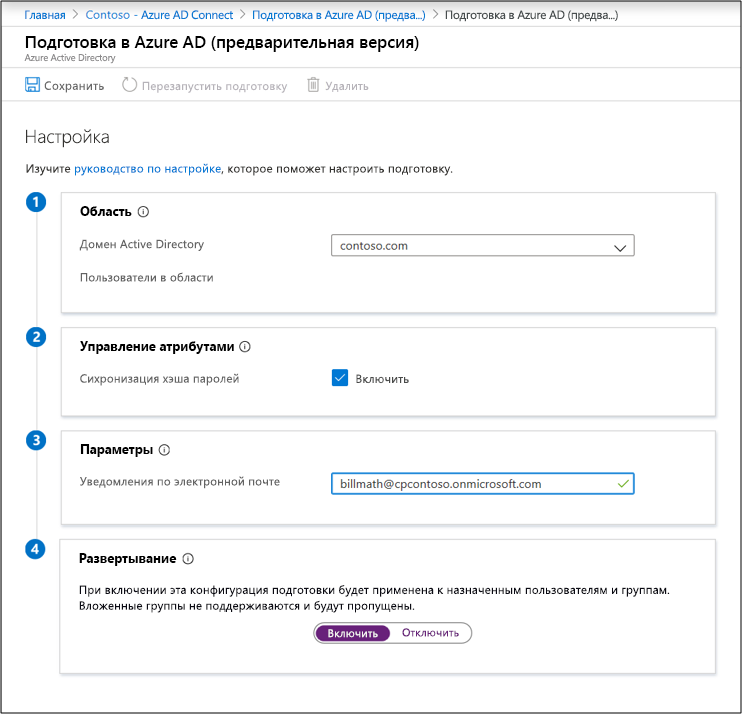 Главная > Contoso - Azure AD Connect > Подготовка в Azure AD (предва...) > Подготовка в Azure AD (предва...)
Подготовка в Azure AD (предварительная версия)
Azure Active Directory
Сохранить Перезапустить подготовку Удалить
Настройка
Изучите руководство по настройке, которое поможет настроить подготовку.
1
Область
Домен Active Directory contoso.com
Пользователи в области
2
Управление атрибутами
Сихронизация хэша паролей Включить
3
Параметры
Уведомления по электронной почте billmath@cpcontoso.onmicrosoft.com
4
Развертывание
При включении эта конфигурация подготовки будет применена к назначенным пользователям и группам.
Вложенные группы не поддерживаются и будут пропущены.
Включить Отключить